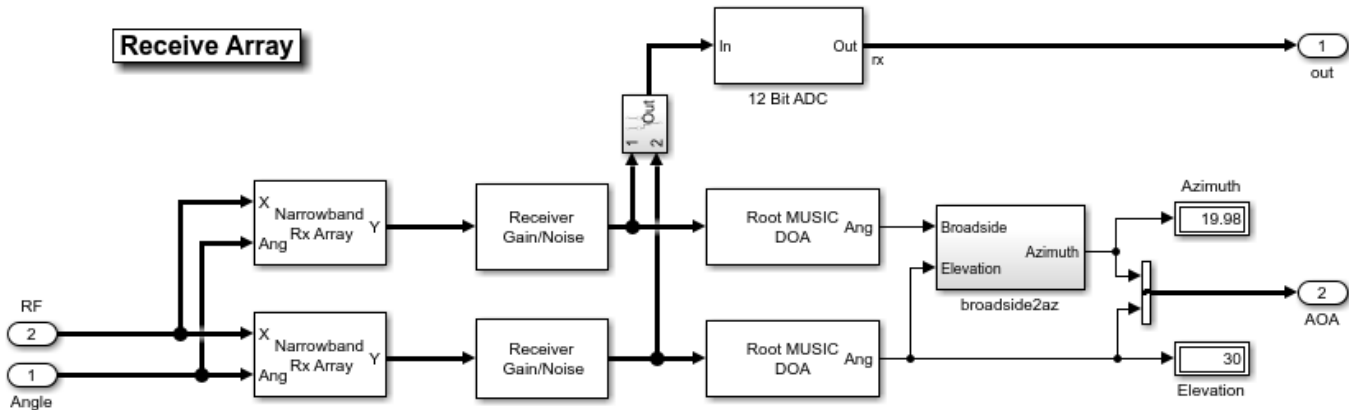 Receive Array
In
Out
rx
12 Bit ADC
1
out
Out
1
2
X
Ang
Narrowband
Rx Array
Y
Receiver
Gain/Noise
Root MUSIC
DOA
Ang
Broadside
Elevation
Azimuth
broadside2az
Azimuth
19.98
2
AOA
RF
2
1
Angle
X
Ang
Narrowband
Rx Array
Y
Receiver
Gain/Noise
Root MUSIC
DOA
Ang
30
Elevation